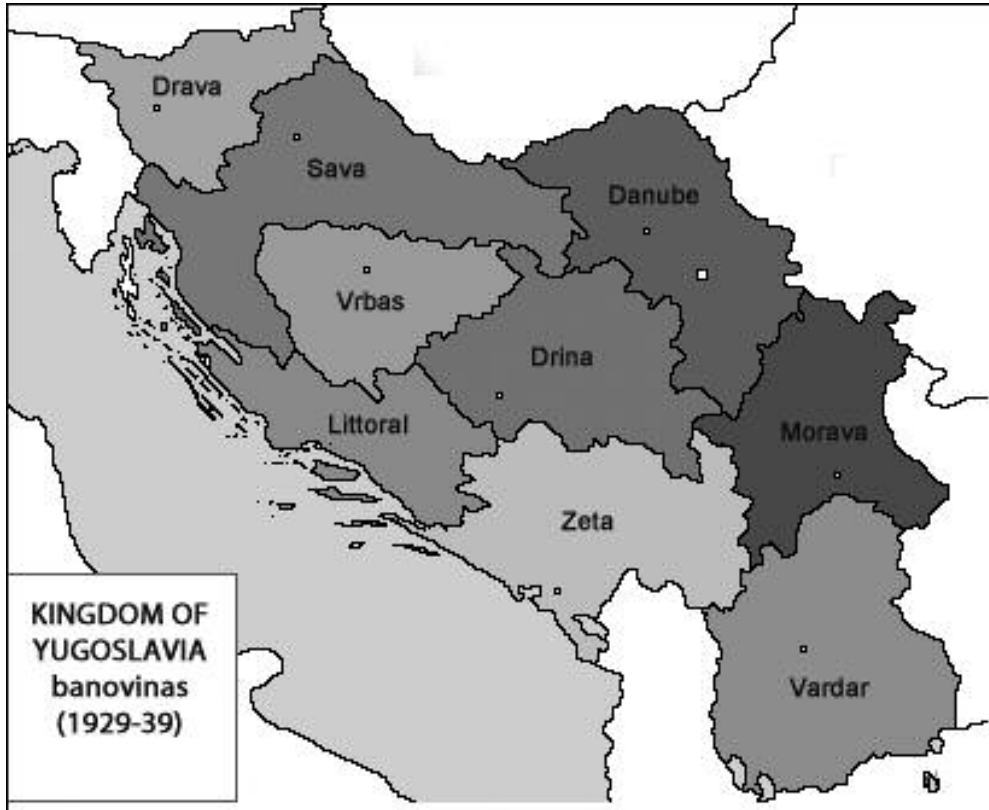 Drava
Sava
Danube
Vrbas
Drina
Littoral
Morava
Zeta
Vardar
KINGDOM OF
YUGOSLAVIA
banovinas
(1929-39)